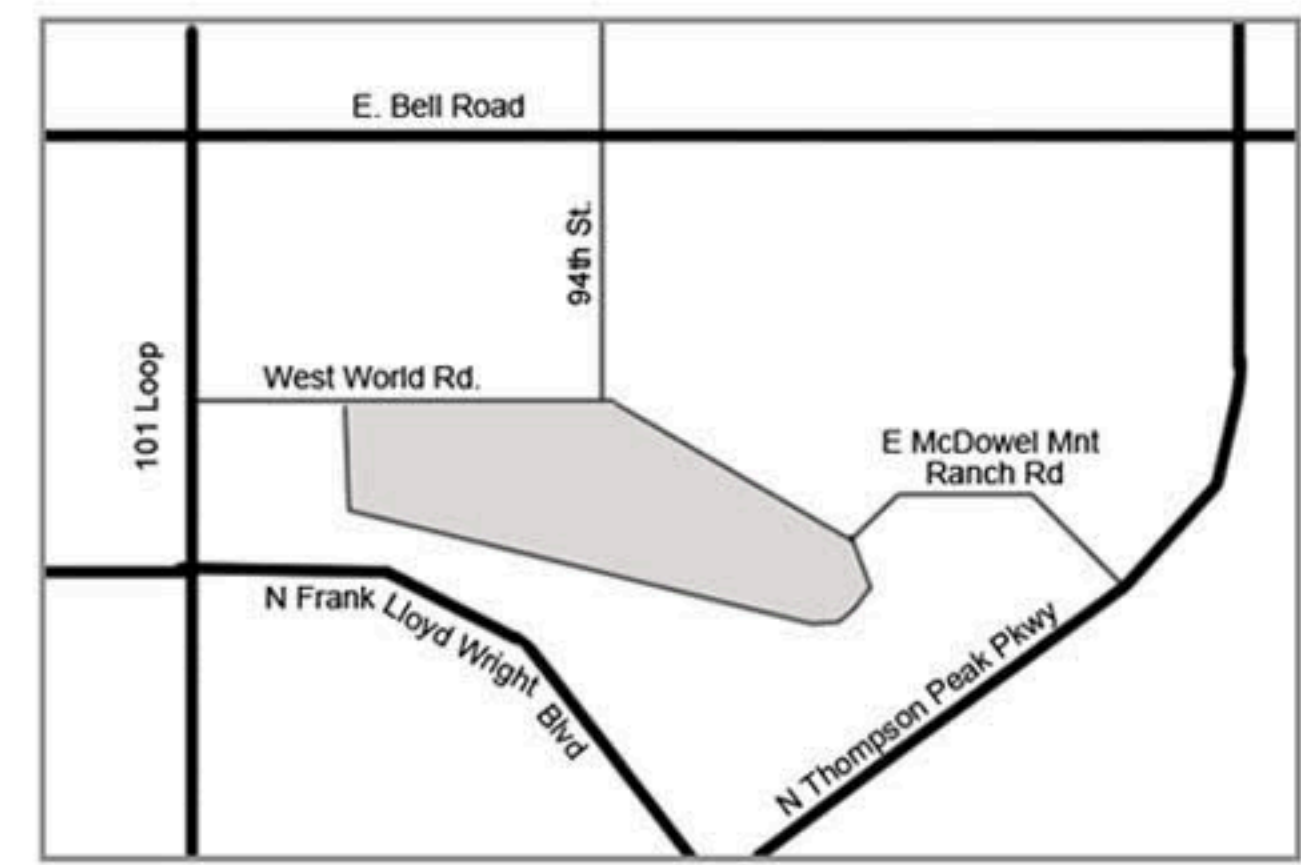 E. Bell Road
94th St.
101 Loop
West World Rd.
E McDowel Mnt
Ranch Rd
N Frank Lloyd Wright Blvd
N Thompson Peak Pkwy